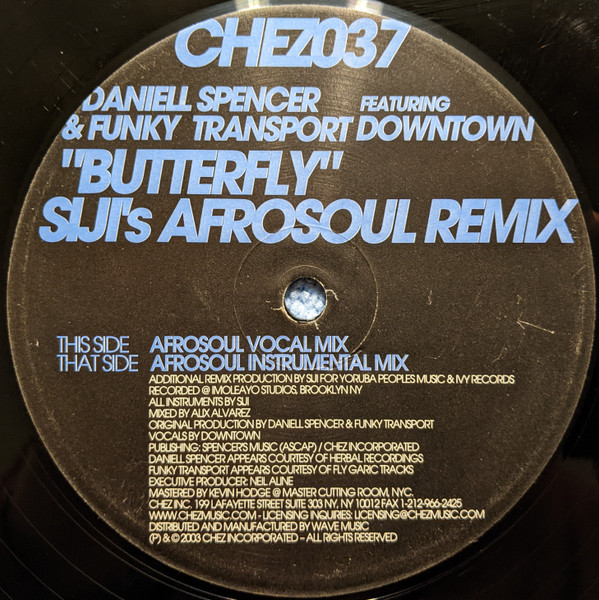 CHEZ037
DANIELL SPENCER FEATURING
& FUNKY TRANSPORT DOWNTOWN
"BUTTERFLY"
SIJI's AFROSOUL REMIX
THIS SIDE AFROSOUL VOCAL MIX
THAT SIDE AFROSOUL INSTRUMENTAL MIX
ADDITIONAL REMIX PRODUCTION BY SIJI FOR YORUBA PEOPLES MUSIC & IVY RECORDS
RECORDED @ IMOLEAYO STUDIOS, BROOKLYN NY
ALL INSTRUMENTS BY SIJI
MIXED BY ALIX ALVAREZ
ORIGINAL PRODUCTION BY DANIELL SPENCER & FUNKY TRANSPORT
VOCALS BY DOWNTOWN
PUBLISHING: SPENCER'S MUSIC (ASCAP) / CHEZ INCORPORATED
DANIELL SPENCER APPEARS COURTESY OF HERBAL RECORDINGS
FUNKY TRANSPORT APPEARS COURTESY OF FLY GARIC TRACKS
EXECUTIVE PRODUCER: NEIL ALINE
MASTERED BY KEVIN HODGE @ MASTER CUTTING ROOM, NYC.
CHEZ INC. 199 LAFAYETTE STREET SUITE 303 NY, NY 10012 FAX 1-212-966-2425
WWW.CHEZMUSIC.COM - LICENSING INQUIRIES: LICENSING@CHEZMUSIC.COM
DISTRIBUTED AND MANUFACTURED BY WAVE MUSIC
(P) & © 2003 CHEZ INCORPORATED – ALL RIGHTS RESERVED